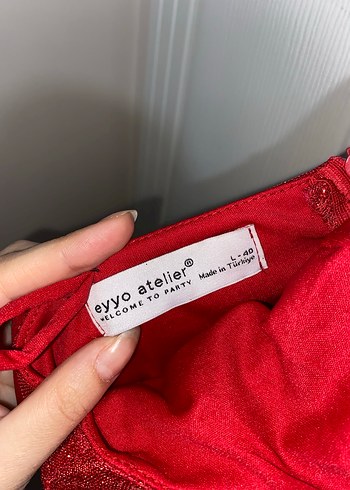 eyyo atelier®
WELCOME TO PARTY
L - 40
Made in Türkiye